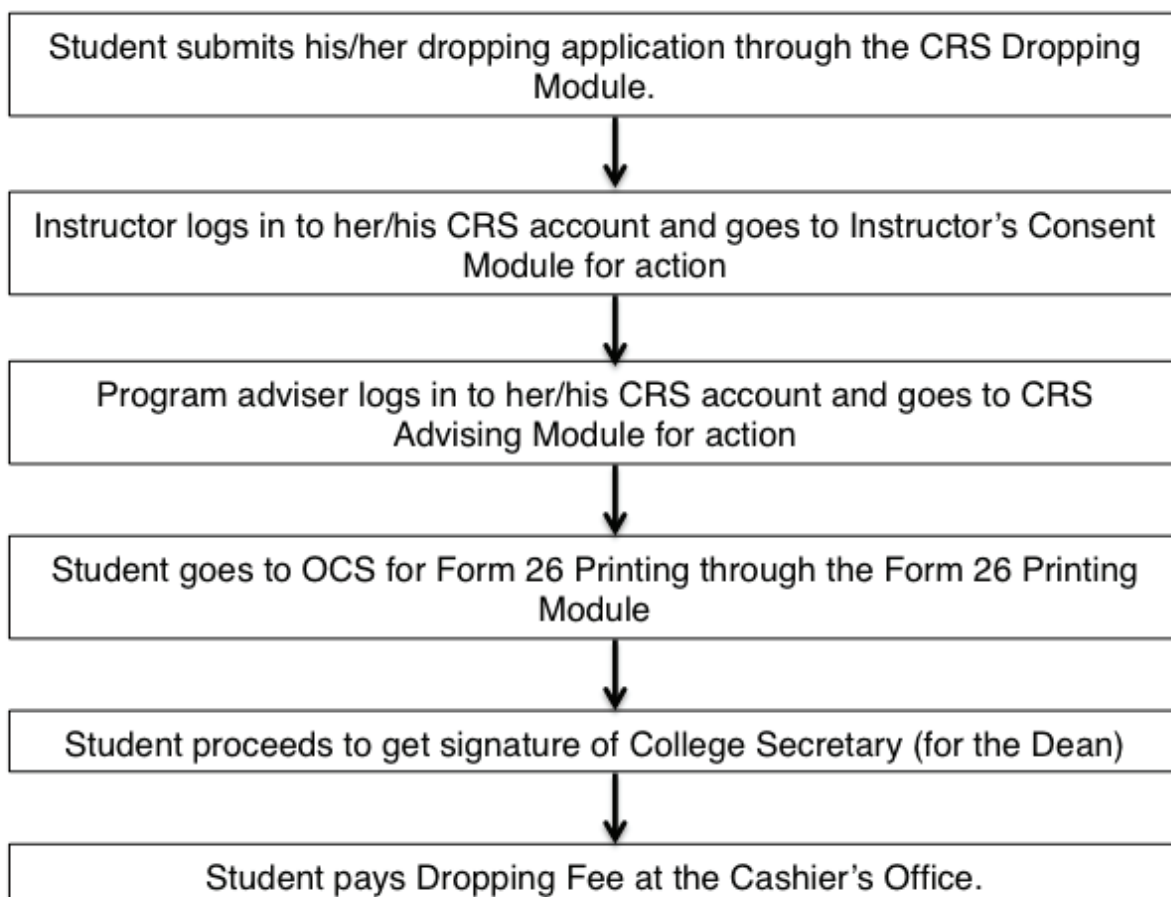 Student submits his/her dropping application through the CRS Dropping
Module.
Instructor logs in to her/his CRS account and goes to Instructor’s Consent
Module for action
Program adviser logs in to her/his CRS account and goes to CRS
Advising Module for action
Student goes to OCS for Form 26 Printing through the Form 26 Printing
Module
Student proceeds to get signature of College Secretary (for the Dean)
Student pays Dropping Fee at the Cashier’s Office.